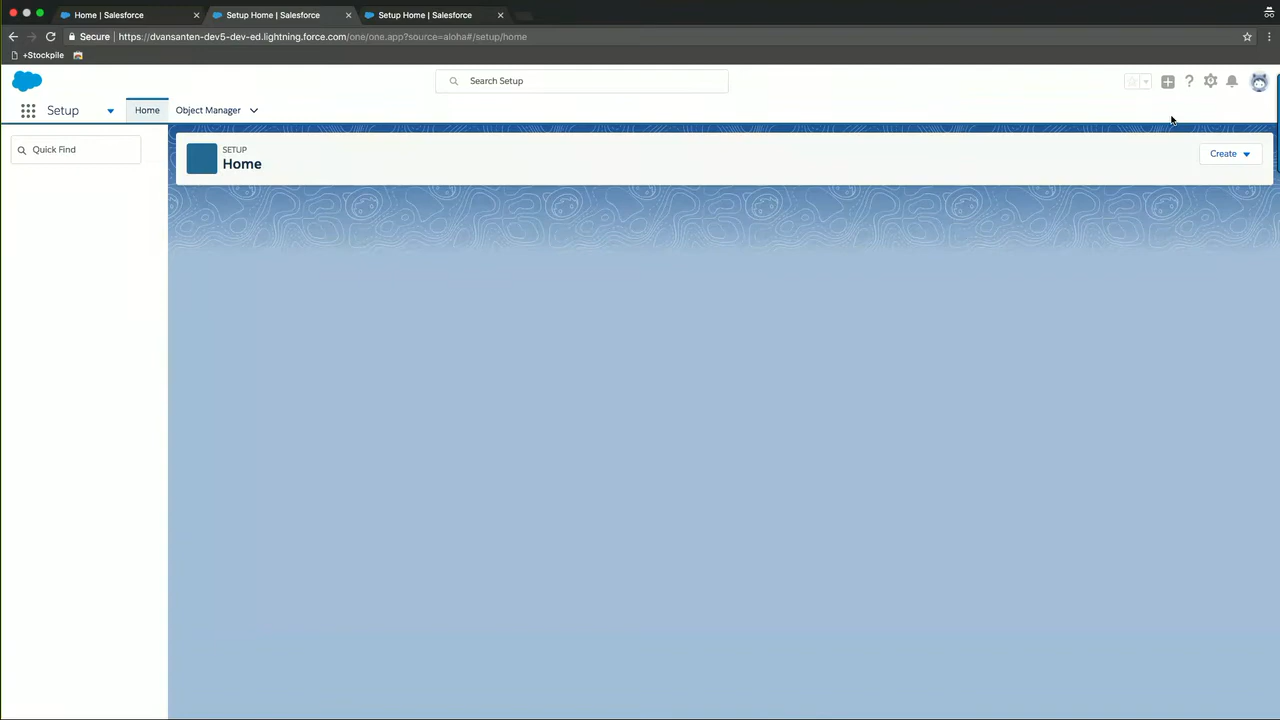 Home | Salesforce
Setup Home | Salesforce
Setup Home | Salesforce
Secure | https://dvansanten-dev5-dev-ed.lightning.force.com/one/one.app?source=aloha#/setup/home
+Stockpile
Search Setup
Setup
Home
Object Manager
Quick Find
SETUP
Home
Create